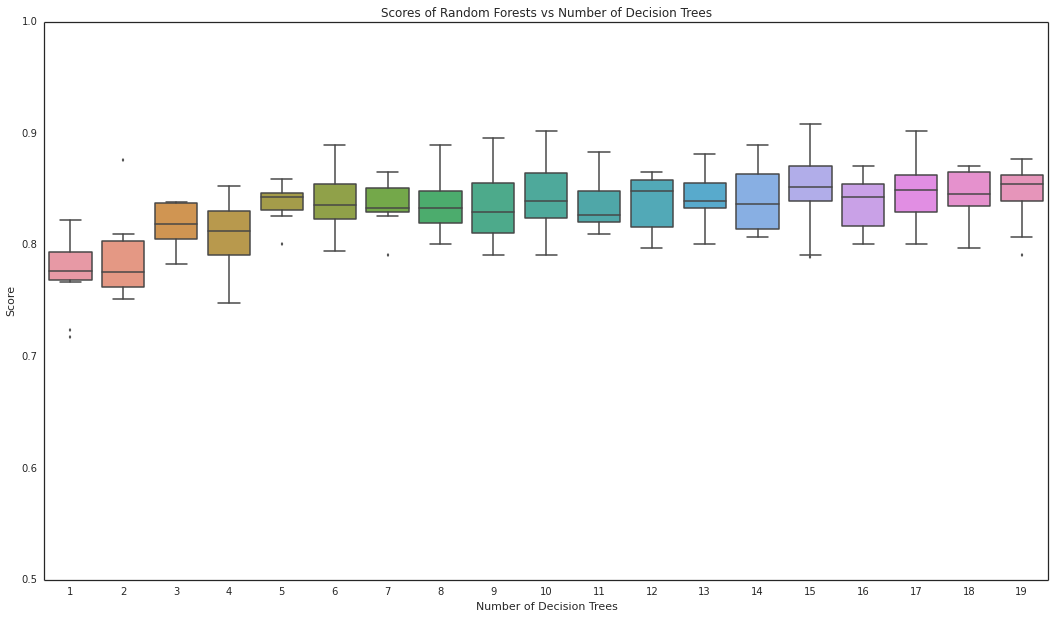 Scores of Random Forests vs Number of Decision Trees
1.0
0.9
0.8
0.7
0.6
0.5
Score
1 2 3 4 5 6 7 8 9 10 11 12 13 14 15 16 17 18 19
Number of Decision Trees